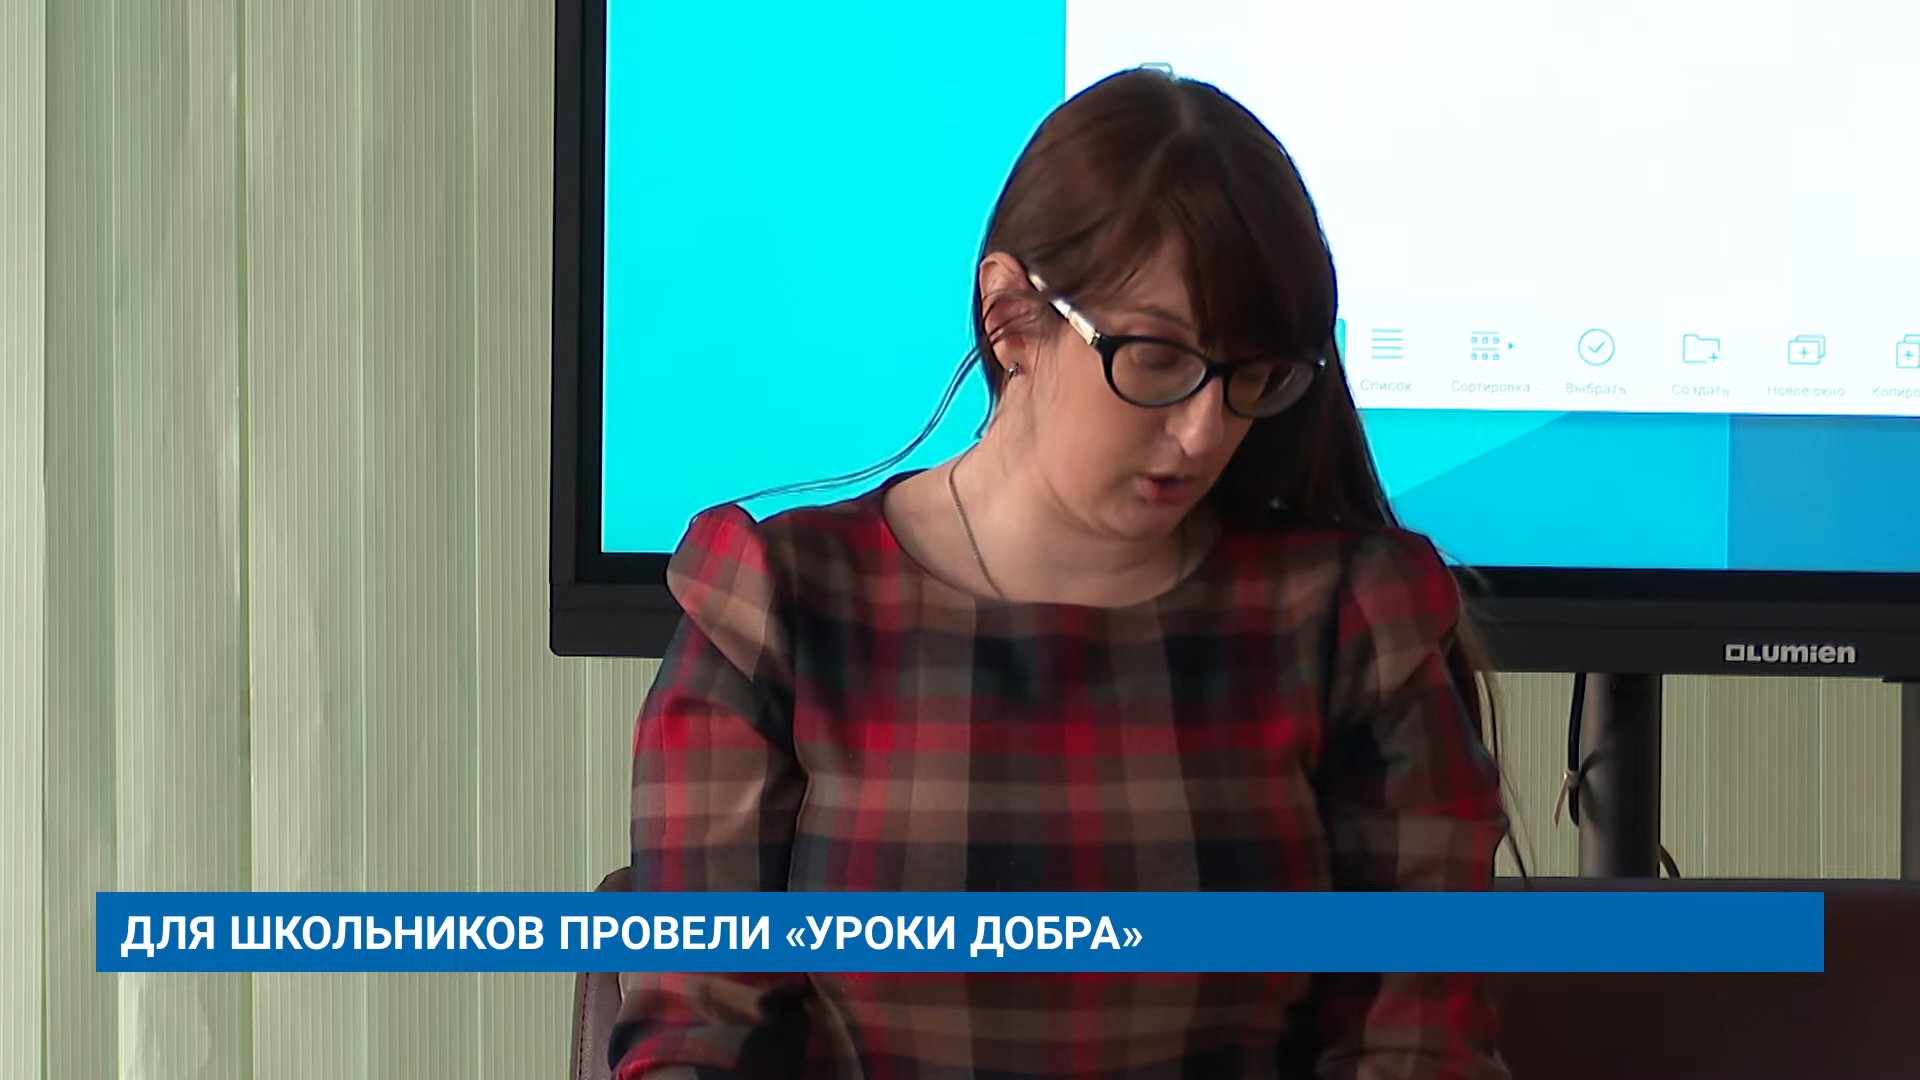 Список
Сортировка
Выбрать
Создать
Новое окно
Lumien
ДЛЯ ШКОЛЬНИКОВ ПРОВЕЛИ «УРОКИ ДОБРА»